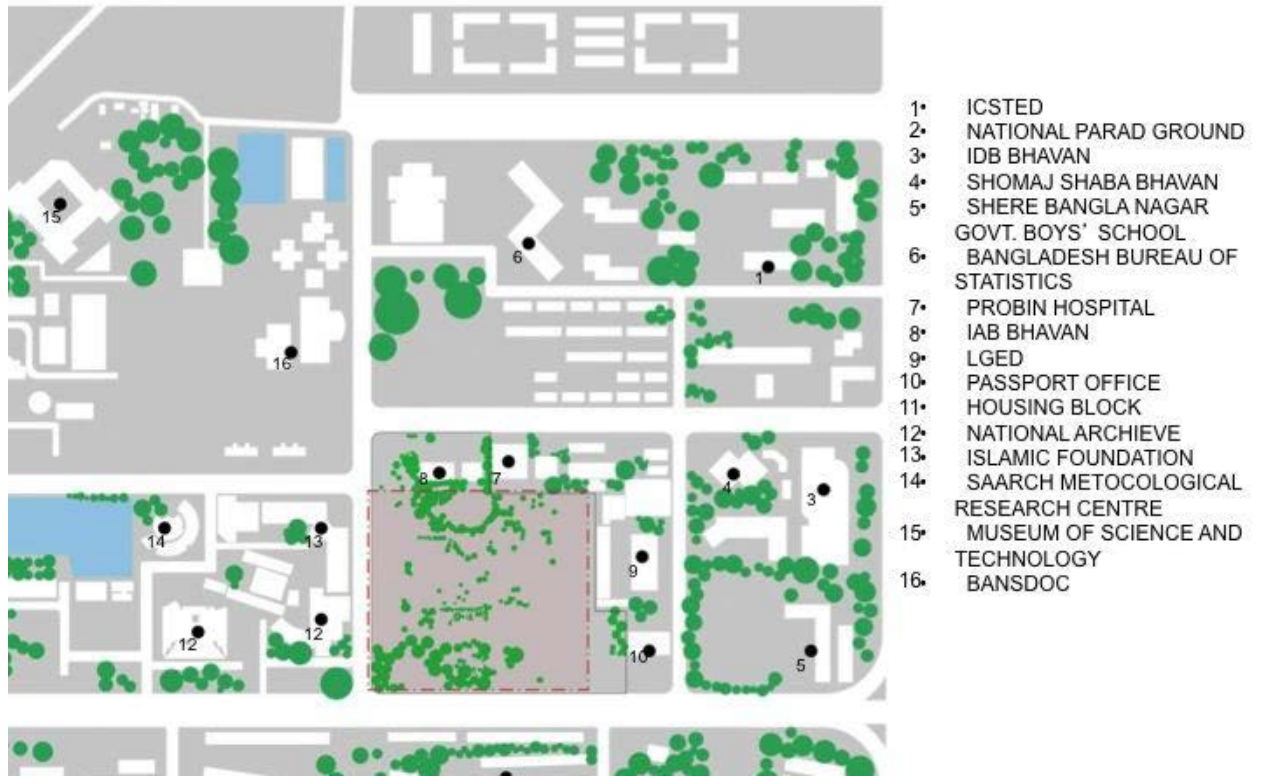 1• ICSTED
2• NATIONAL PARAD GROUND
3• IDB BHAVAN
4• SHOMAJ SHABA BHAVAN
5• SHERE BANGLA NAGAR
GOVT. BOYS' SCHOOL
6• BANGLADESH BUREAU OF
STATISTICS
7• PROBIN HOSPITAL
8• IAB BHAVAN
9• LGED
10• PASSPORT OFFICE
11• HOUSING BLOCK
12• NATIONAL ARCHIEVE
13• ISLAMIC FOUNDATION
14• SAARCH METOCOLOGICAL
RESEARCH CENTRE
15• MUSEUM OF SCIENCE AND
TECHNOLOGY
16• BANSDOC
15
6
1
16
8
7
4
3
14
13
9
12
12
10
5